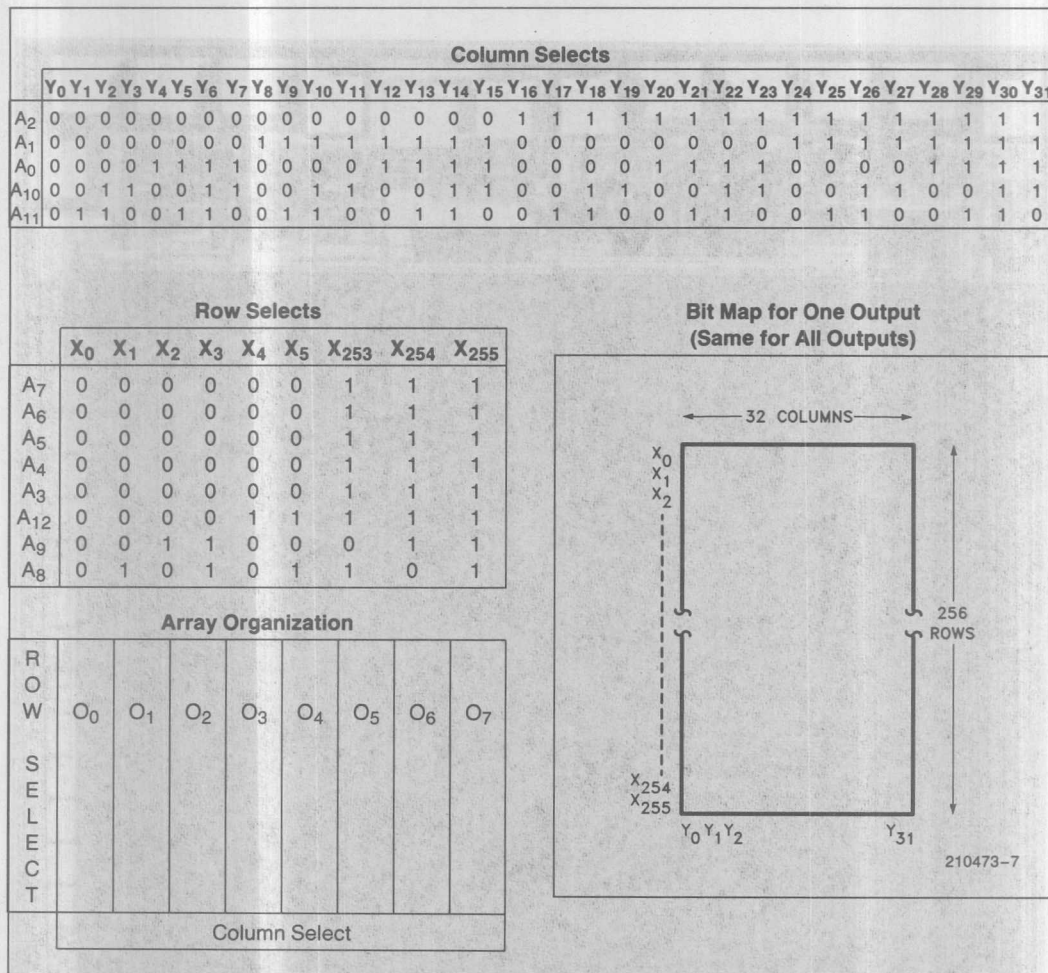 Column Selects
Y0 Y1 Y2 Y3 Y4 Y5 Y6 Y7 Y8 Y9 Y10 Y11 Y12 Y13 Y14 Y15 Y16 Y17 Y18 Y19 Y20 Y21 Y22 Y23 Y24 Y25 Y26 Y27 Y28 Y29 Y30 Y31
A2 0 0 0 0 0 0 0 0 0 0 0 0 0 0 0 0 1 1 1 1 1 1 1 1 1 1 1 1 1 1 1 1
A1 0 0 0 0 0 0 0 0 1 1 1 1 1 1 1 1 0 0 0 0 0 0 0 0 1 1 1 1 1 1 1 1
A0 0 0 0 0 1 1 1 1 0 0 0 0 1 1 1 1 0 0 0 0 1 1 1 1 0 0 0 0 1 1 1 1
A10 0 0 1 1 0 0 1 1 0 0 1 1 0 0 1 1 0 0 1 1 0 0 1 1 0 0 1 1 0 0 1 1
A11 0 1 1 0 0 1 1 0 0 1 1 0 0 1 1 0 0 1 1 0 0 1 1 0 0 1 1 0 0 1 1 0
Row Selects
X0 X1 X2 X3 X4 X5 X253 X254 X255
A7 0 0 0 0 0 0 1 1 1
A6 0 0 0 0 0 0 1 1 1
A5 0 0 0 0 0 0 1 1 1
A4 0 0 0 0 0 0 1 1 1
A3 0 0 0 0 0 0 1 1 1
A12 0 0 0 0 1 1 1 1 1
A9 0 0 1 1 0 0 0 1 1
A8 0 1 0 1 0 1 1 0 1
Bit Map for One Output
(Same for All Outputs)
32 COLUMNS
X0
X1
X2
256
ROWS
X254
X255
Y0 Y1 Y2 Y31
210473–7
Array Organization
ROW SELECT
O0 O1 O2 O3 O4 O5 O6 O7
Column Select